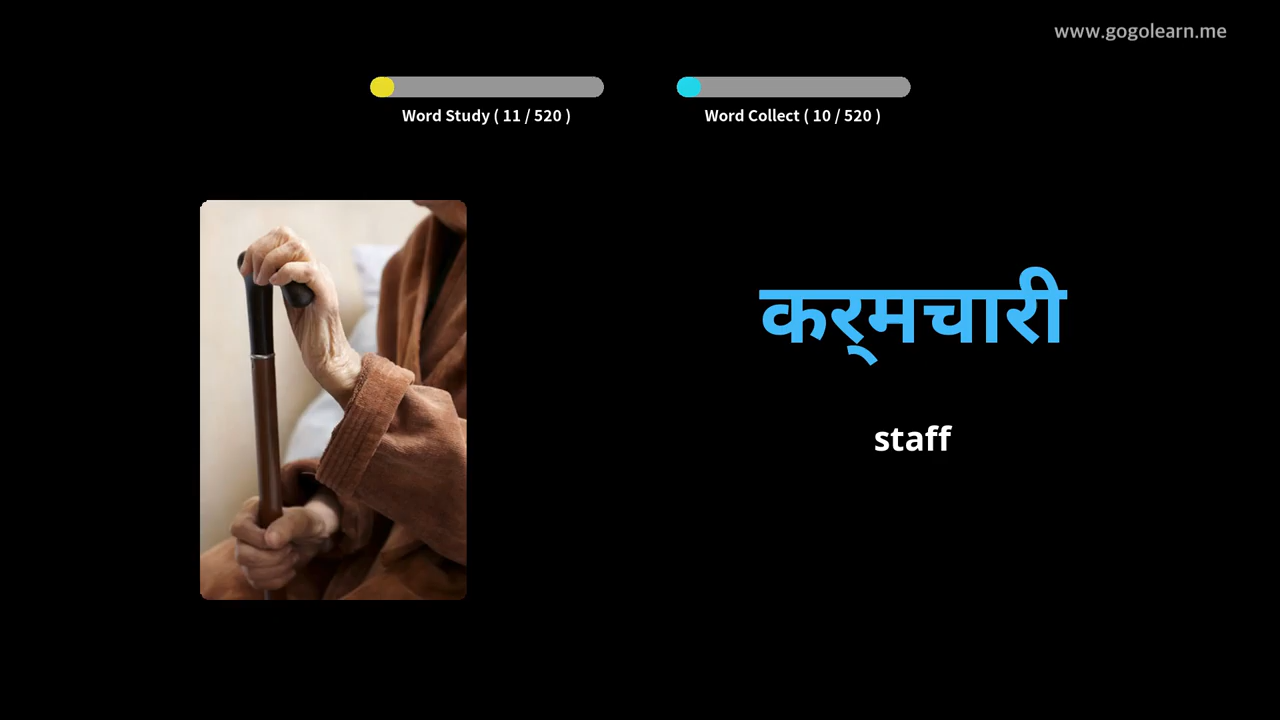 www.gogolearn.me
Word Study ( 11 / 520 )
Word Collect ( 10 / 520 )
कर्‌मचारी
staff